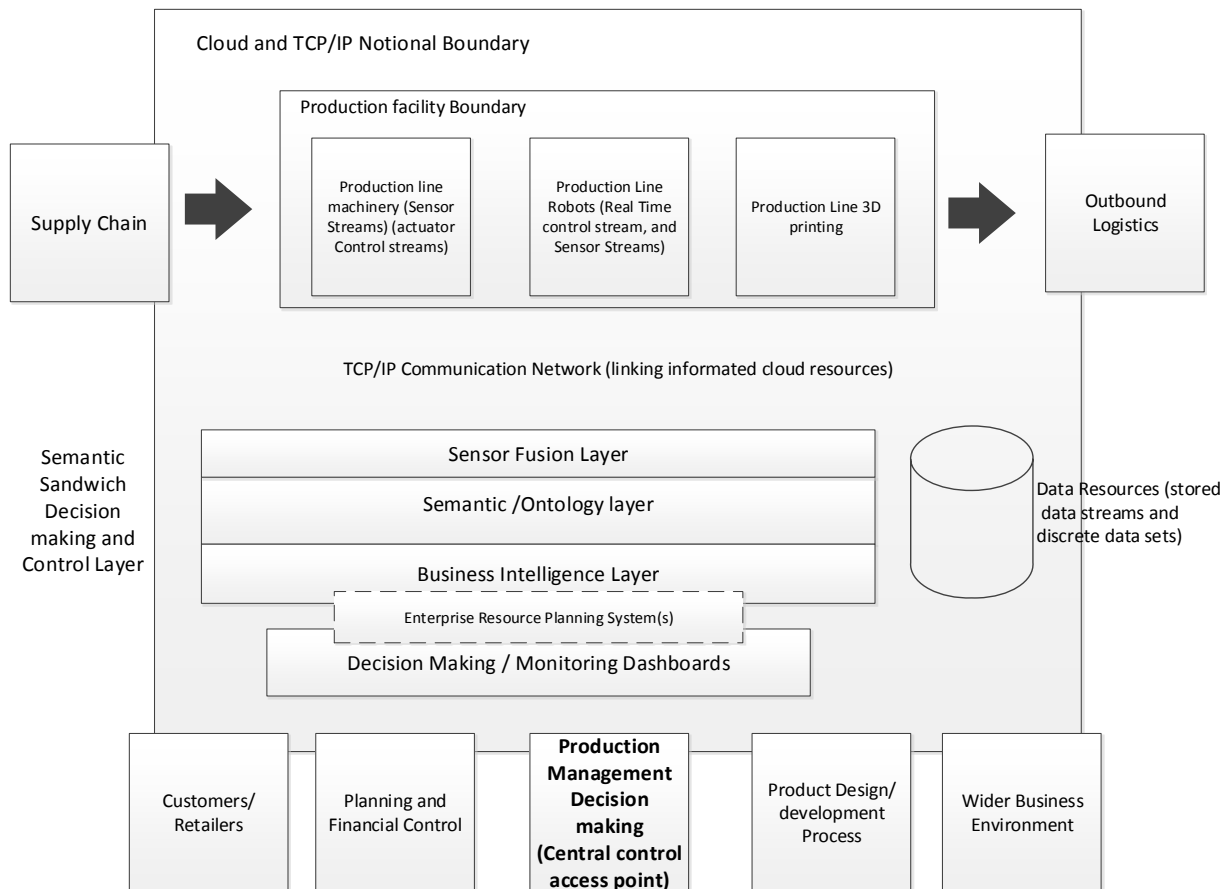 Cloud and TCP/IP Notional Boundary
Production facility Boundary
Supply Chain
Production line
machinery (Sensor
Streams) (actuator
Control streams)
Production Line
Robots (Real Time
control stream, and
Sensor Streams)
Production Line 3D
printing
Outbound
Logistics
TCP/IP Communication Network (linking informated cloud resources)
Semantic
Sandwich
Decision
making and
Control Layer
Sensor Fusion Layer
Semantic /Ontology layer
Business Intelligence Layer
Enterprise Resource Planning System(s)
Decision Making / Monitoring Dashboards
Data Resources (stored
data streams and
discrete data sets)
Customers/
Retailers
Planning and
Financial Control
Production
Management
Decision
making
(Central control
access point)
Product Design/
development
Process
Wider Business
Environment